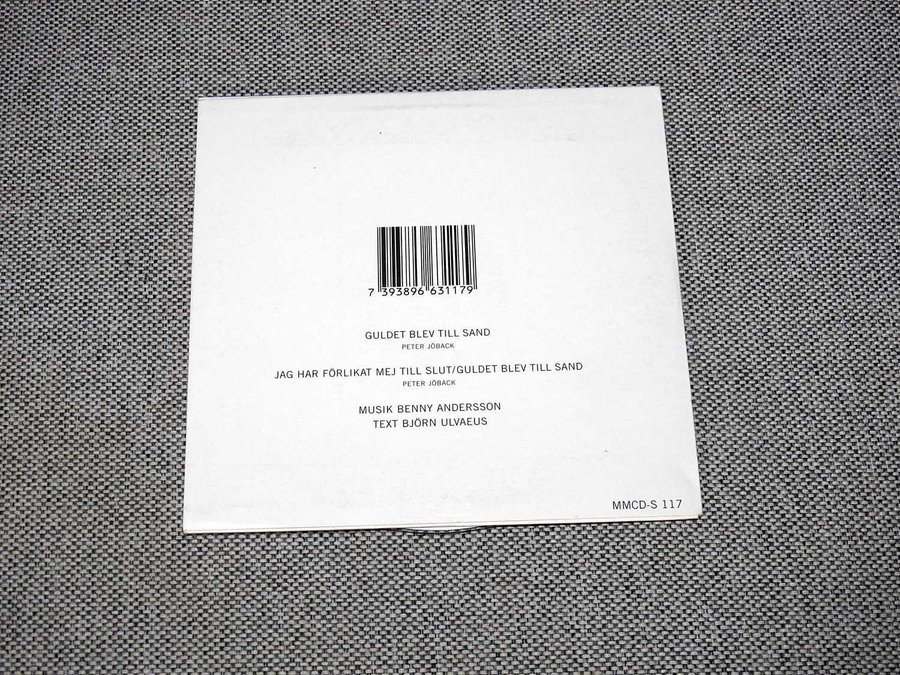 7 393896 631179
GULDET BLEV TILL SAND
PETER JÖBACK
JAG HAR FÖRLIKAT MEJ TILL SLUT/GULDET BLEV TILL SAND
PETER JÖBACK
MUSIK BENNY ANDERSSON
TEXT BJÖRN ULVAEUS
MMCD-S 117